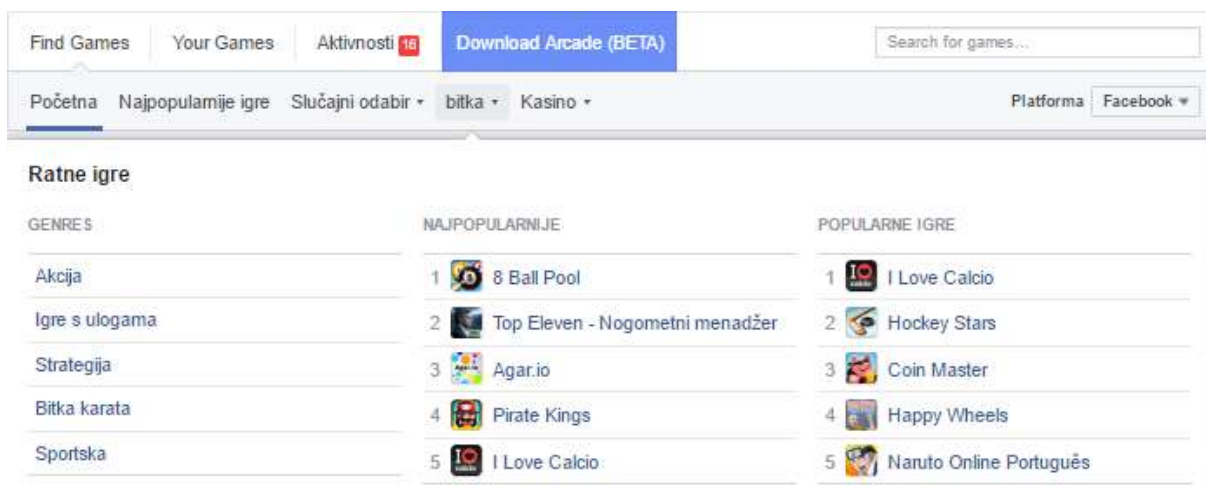 Find Games Your Games Aktivnosti 16 Download Arcade (BETA) Search for games...
Početna Najpopularnije igre Slučajni odabir bitka Kasino Platforma Facebook
Ratne igre
GENRES
Akcija
Igre s ulogama
Strategija
Bitka karata
Sportska
NAJPOPULARNIJE
1 8 Ball Pool
2 Top Eleven - Nogometni menadžer
3 Agar.io
4 Pirate Kings
5 I Love Calcio
POPULARNE IGRE
1 I Love Calcio
2 Hockey Stars
3 Coin Master
4 Happy Wheels
5 Naruto Online Português